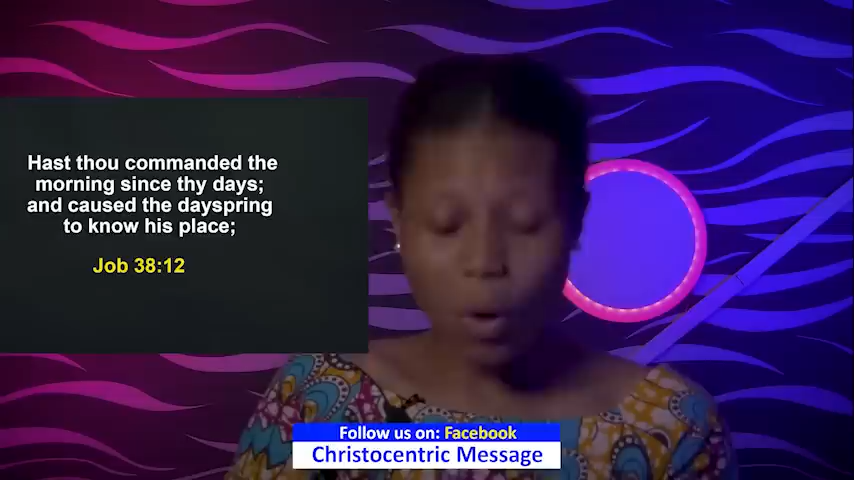 Hast thou commanded the
morning since thy days;
and caused the dayspring
to know his place;
Job 38:12
Follow us on: Facebook
Christocentric Message